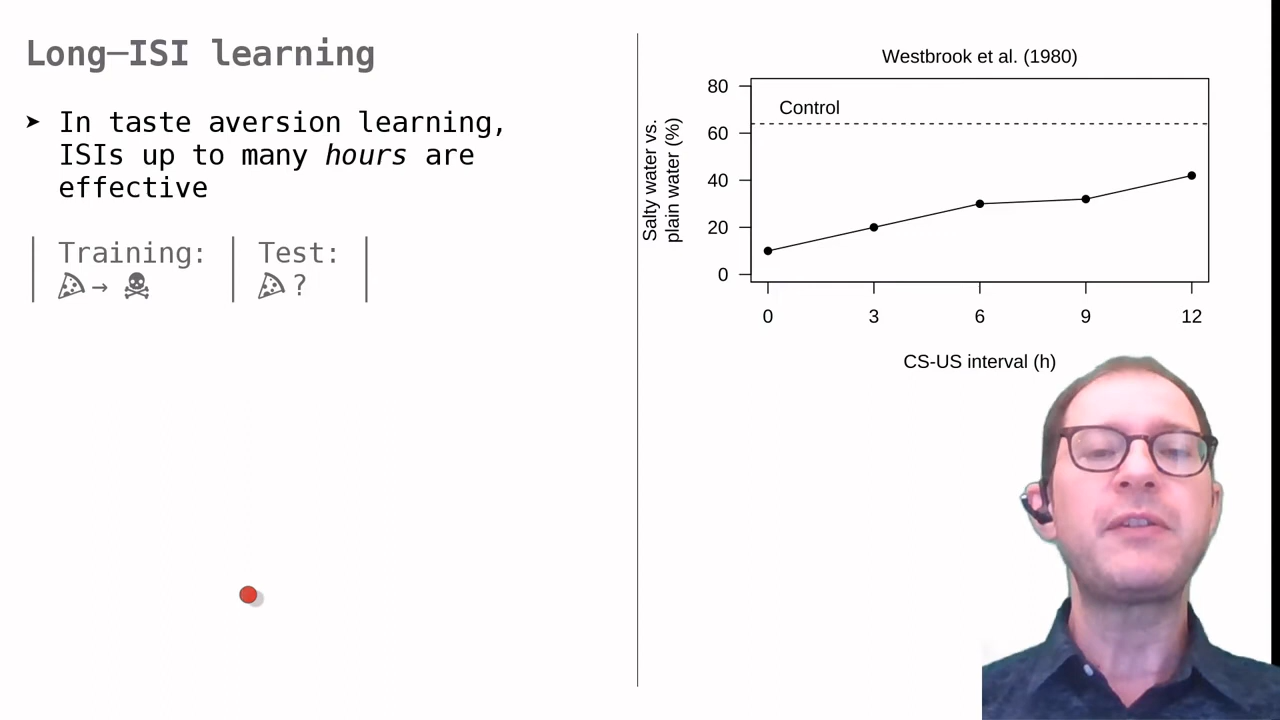 Long—ISI learning
➤ In taste aversion learning,
ISIs up to many hours are
effective
Training:
→
Test:
?
Westbrook et al. (1980)
Salty water vs.
plain water (%)
80
60
40
20
0
Control
0 3 6 9 12
CS-US interval (h)